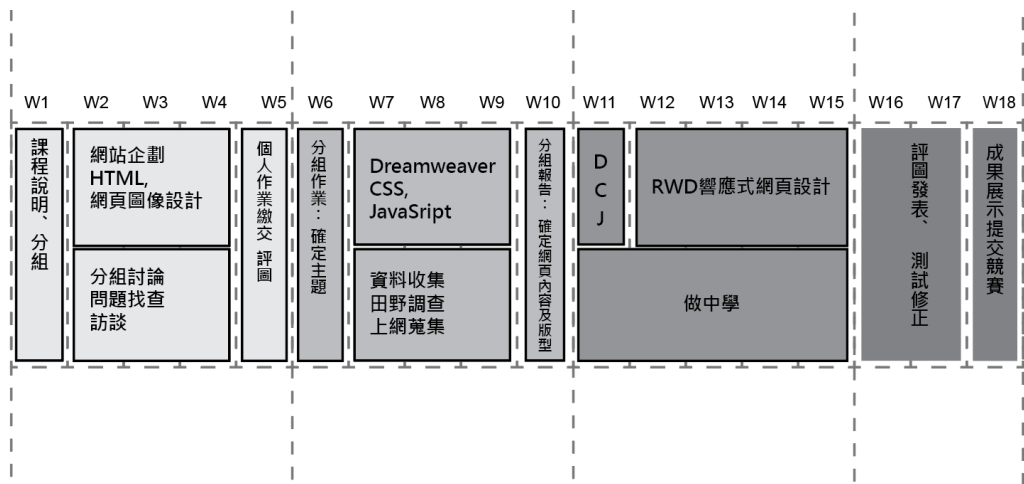 W1 W2 W3 W4 W5 W6 W7 W8 W9 W10 W11 W12 W13 W14 W15 W16 W17 W18
課程說明、分組
網站企劃
HTML,
網頁圖像設計
分組討論
問題找查
訪談
個人作業繳交 評圖
分組作業：確定主題
Dreamweaver
CSS,
JavaSript
資料收集
田野調查
上網蒐集
分組報告：確定網頁內容及版型
DCJ
RWD響應式網頁設計
做中學
評圖發表、測試修正
成果展示提交競賽